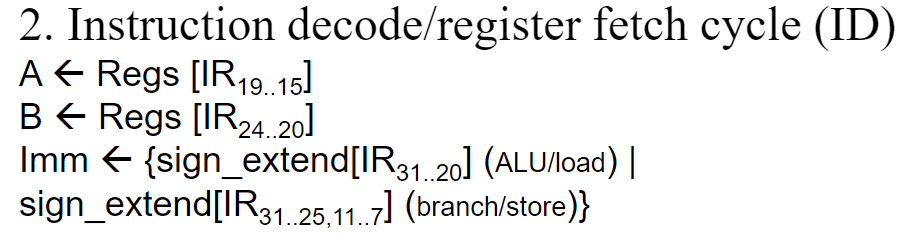 2. Instruction decode/register fetch cycle (ID)
A ← Regs [IR19..15]
B ← Regs [IR24..20]
Imm ← {sign_extend[IR31..20] (ALU/load) |
sign_extend[IR31..25,11..7] (branch/store)}